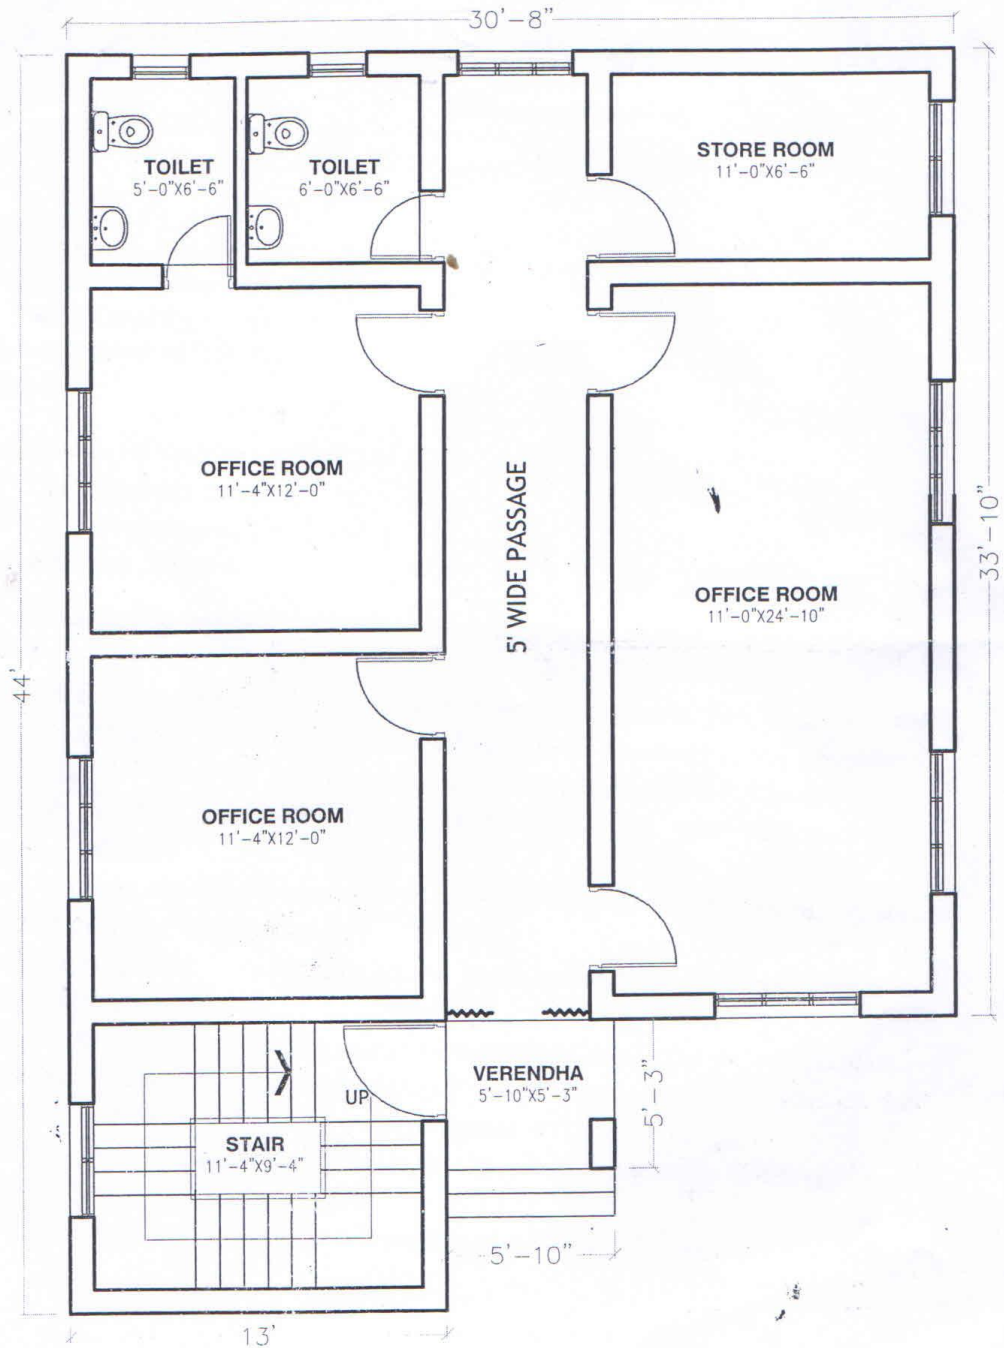 30'-8"
TOILET
5'-0"X6'-6"
TOILET
6'-0"X6'-6"
STORE ROOM
11'-0"X6'-6"
OFFICE ROOM
11'-4"X12'-0"
5' WIDE PASSAGE
OFFICE ROOM
11'-0"X24'-10"
33'-10"
44'
OFFICE ROOM
11'-4"X12'-0"
VERENDHA
5'-10"X5'-3"
5'-3"
UP
STAIR
11'-4"X9'-4"
5'-10"
13'